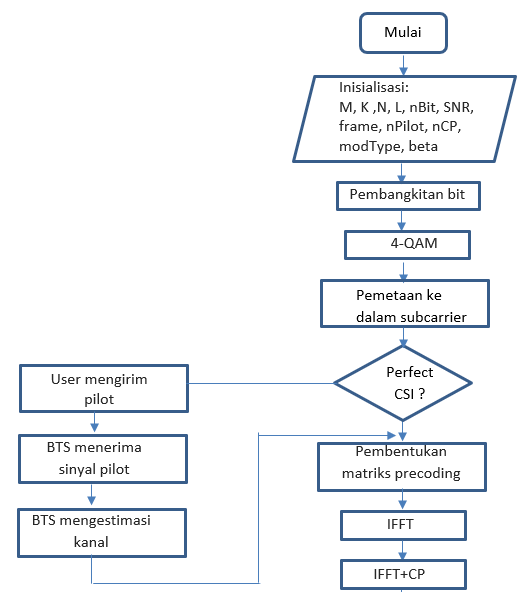 Mulai
Inisialisasi:
M, K ,N, L, nBit, SNR,
frame, nPilot, nCP,
modType, beta
Pembangkitan bit
4-QAM
Pemetaan ke
dalam subcarrier
Perfect
CSI ?
User mengirim
pilot
BTS menerima
sinyal pilot
BTS mengestimasi
kanal
Pembentukan
matriks precoding
IFFT
IFFT+CP